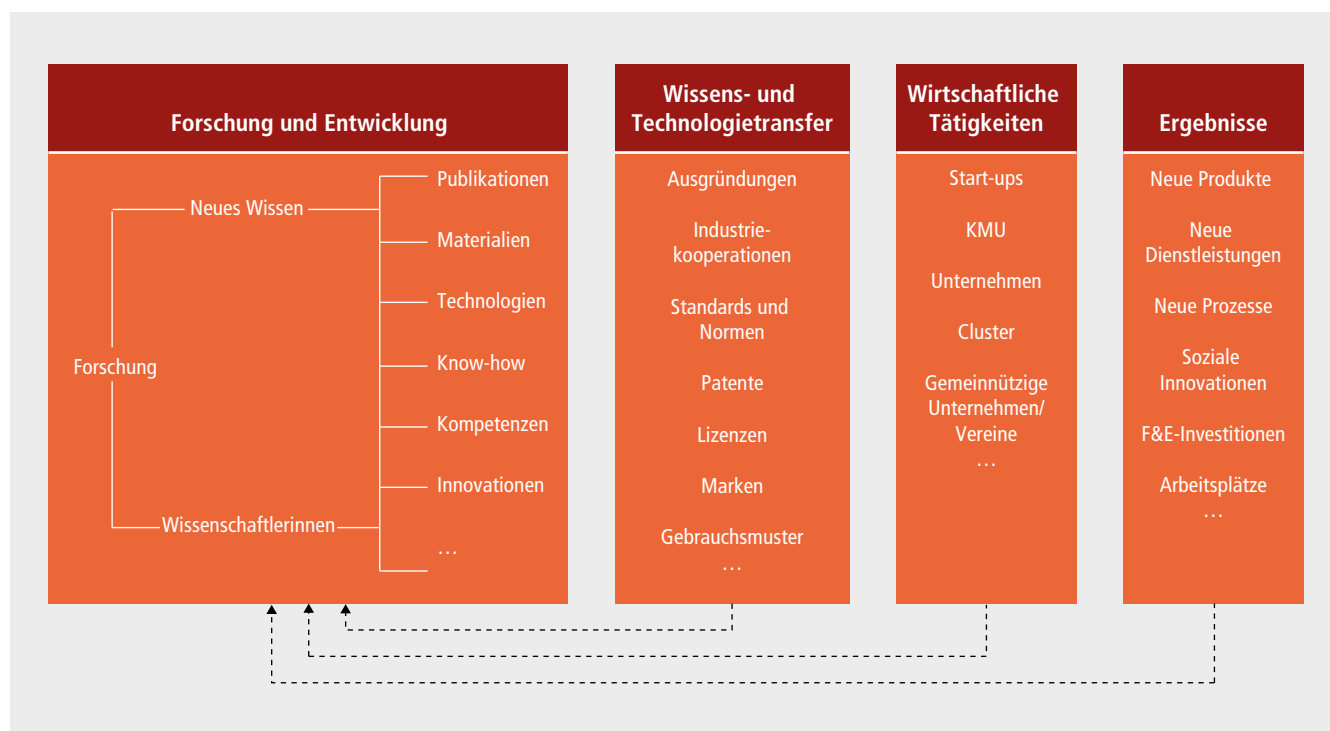 Forschung und Entwicklung
Forschung
Neues Wissen
Wissenschaftlerinnen
Publikationen
Materialien
Technologien
Know-how
Kompetenzen
Innovationen
…
Wissens- und
Technologietransfer
Ausgründungen
Industrie-
kooperationen
Standards und
Normen
Patente
Lizenzen
Marken
Gebrauchsmuster
…
Wirtschaftliche
Tätigkeiten
Start-ups
KMU
Unternehmen
Cluster
Gemeinnützige
Unternehmen/
Vereine
…
Ergebnisse
Neue Produkte
Neue
Dienstleistungen
Neue Prozesse
Soziale
Innovationen
F&E-Investitionen
Arbeitsplätze
…